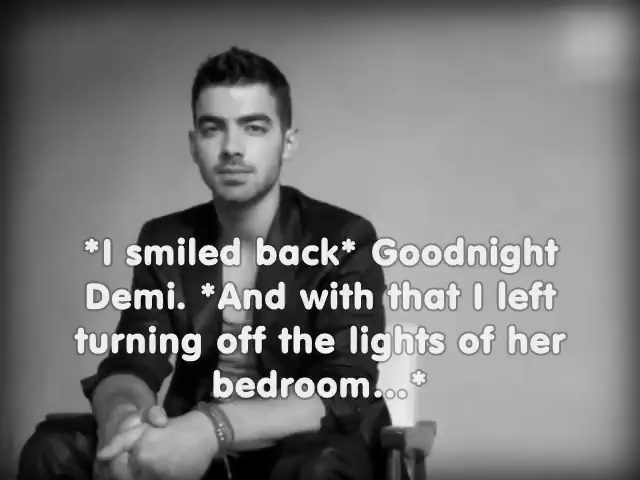 *I smiled back* Goodnight
Demi. *And with that I left
turning off the lights of her
bedroom...*